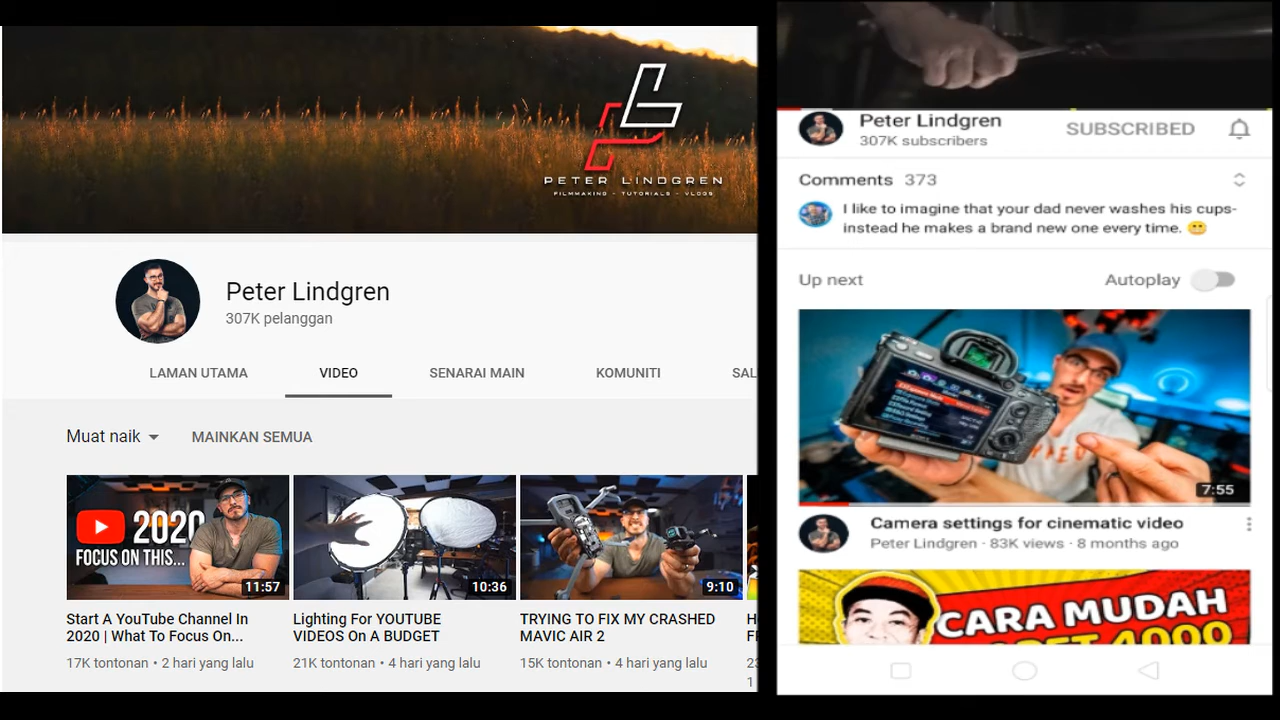 PETER LINDGREN
FILMMAKING - TUTORIALS - VLOGS
Peter Lindgren
307K pelanggan
LAMAN UTAMA
VIDEO
SENARAI MAIN
KOMUNITI
SAL
Muat naik
MAINKAN SEMUA
2020
FOCUS ON THIS...
11:57
10:36
9:10
Start A YouTube Channel In
2020 | What To Focus On...
17K tontonan • 2 hari yang lalu
Lighting For YOUTUBE
VIDEOS On A BUDGET
21K tontonan • 4 hari yang lalu
TRYING TO FIX MY CRASHED
MAVIC AIR 2
15K tontonan • 4 hari yang lalu
Peter Lindgren
307K subscribers
SUBSCRIBED
Comments 373
I like to imagine that your dad never washes his cups-
instead he makes a brand new one every time. 😬
Up next
Autoplay
7:55
Camera settings for cinematic video
Peter Lindgren · 83K views · 8 months ago
CARA MUDAH
4000